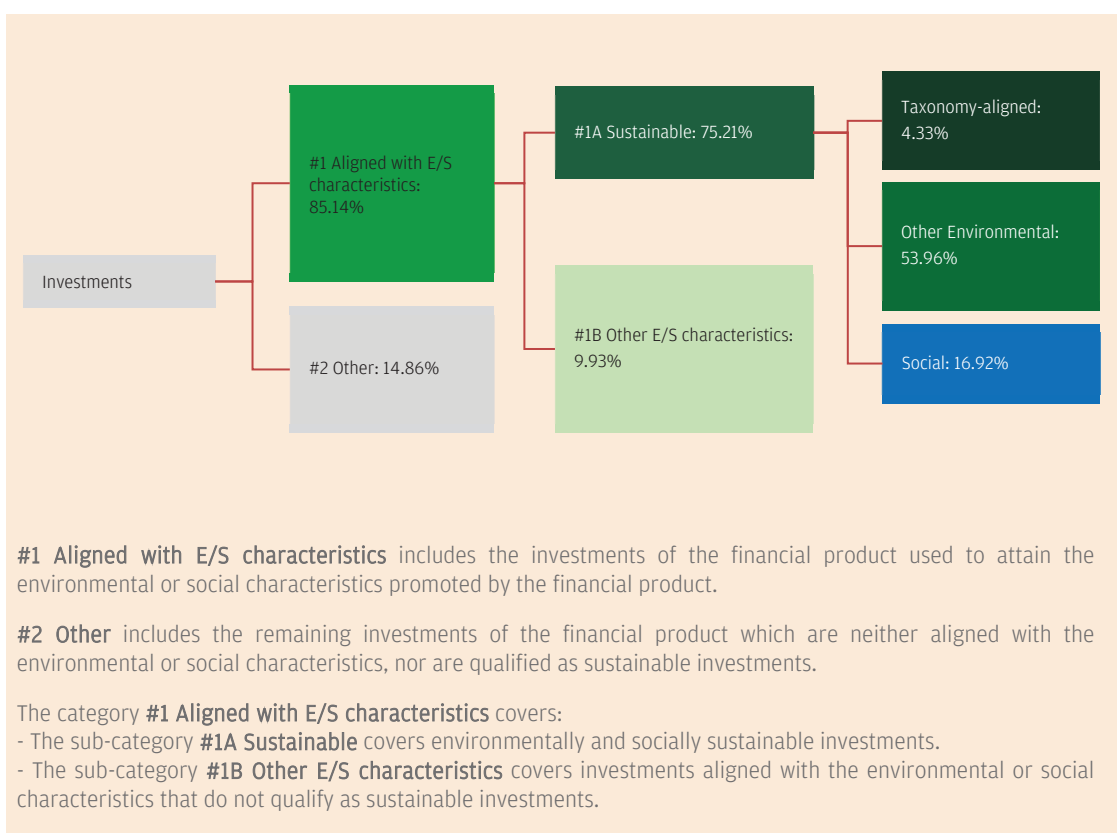 Investments
#1 Aligned with E/S
characteristics:
85.14%
#2 Other: 14.86%
#1A Sustainable: 75.21%
#1B Other E/S characteristics:
9.93%
Taxonomy-aligned:
4.33%
Other Environmental:
53.96%
Social: 16.92%
#1 Aligned with E/S characteristics includes the investments of the financial product used to attain the
environmental or social characteristics promoted by the financial product.
#2 Other includes the remaining investments of the financial product which are neither aligned with the
environmental or social characteristics, nor are qualified as sustainable investments.
The category #1 Aligned with E/S characteristics covers:
- The sub-category #1A Sustainable covers environmentally and socially sustainable investments.
- The sub-category #1B Other E/S characteristics covers investments aligned with the environmental or social
characteristics that do not qualify as sustainable investments.